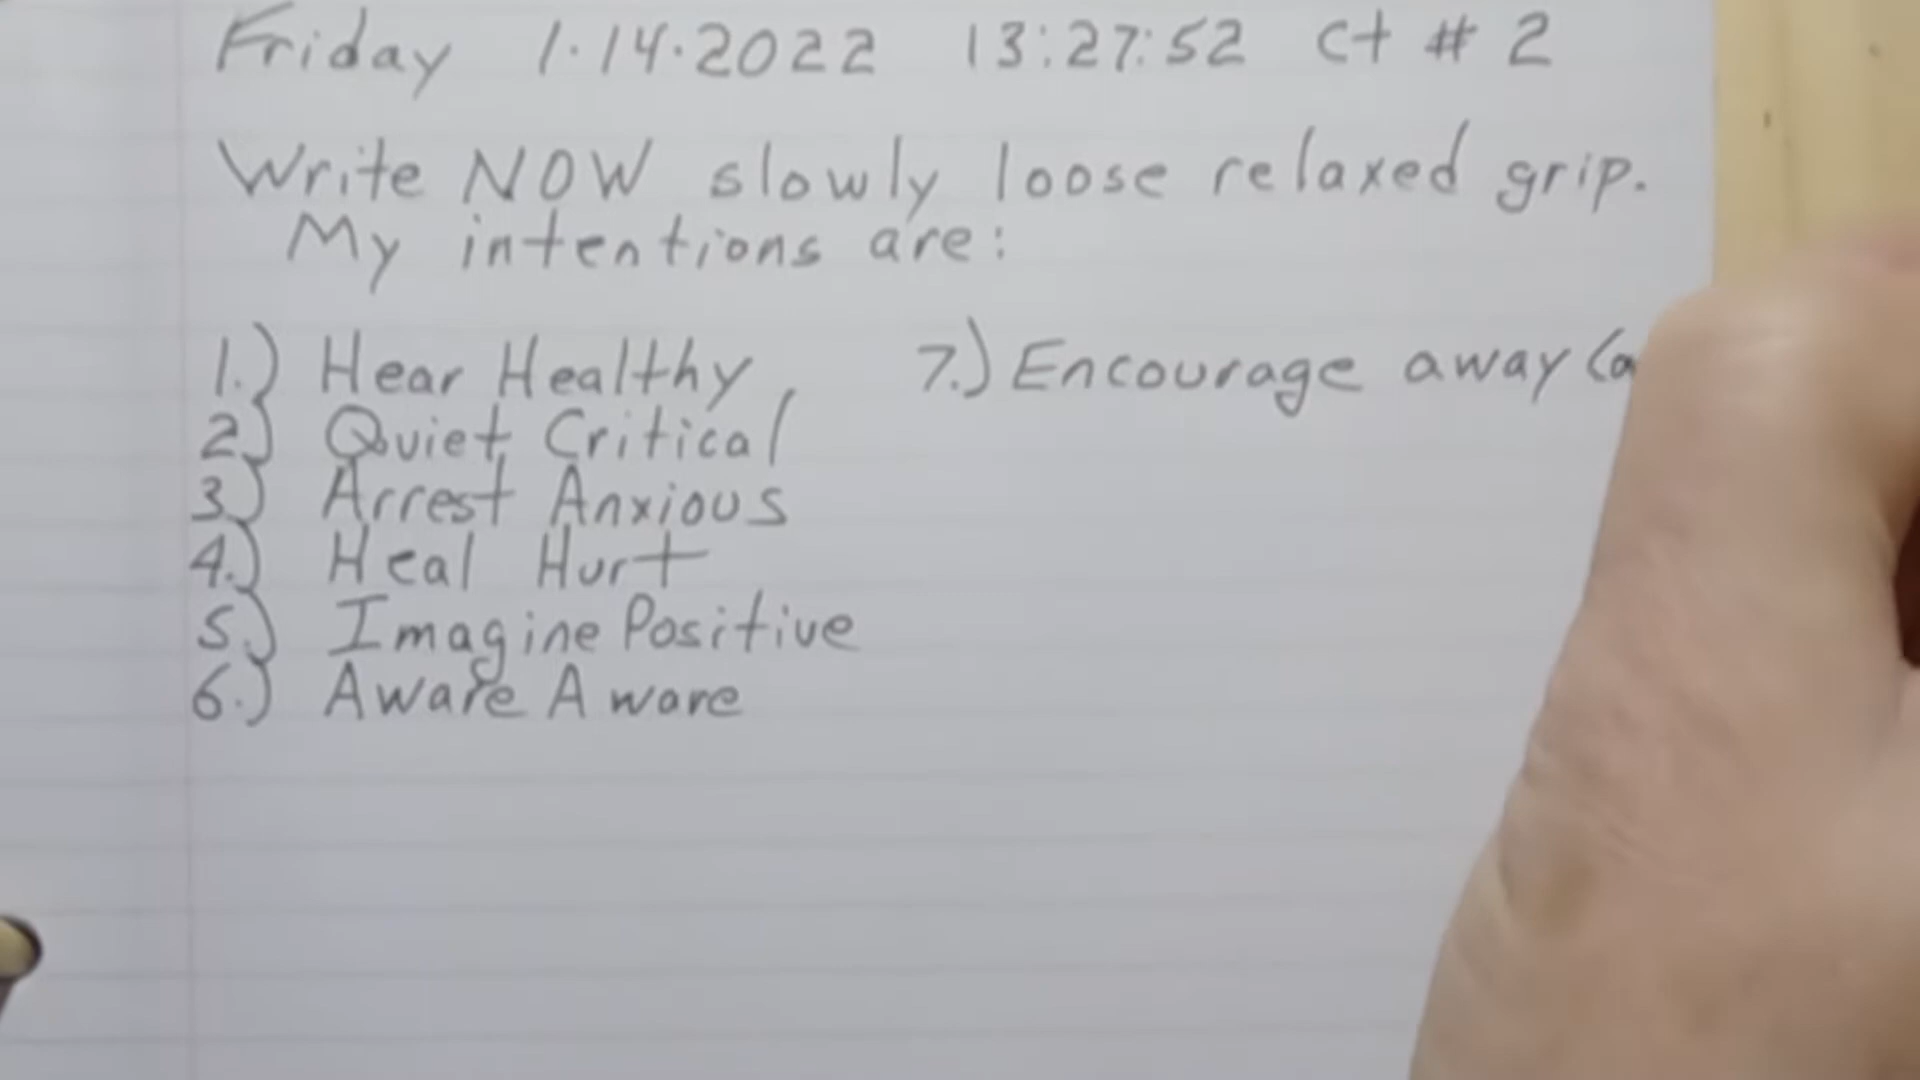 Friday 1.14.2022 13:27:52 Ct # 2
Write NOW slowly loose relaxed grip.
My intentions are:
1.) Hear Healthy
2.) Quiet Critical
3.) Arrest Anxious
4.) Heal Hurt
5.) Imagine Positive
6.) Aware Aware
7.) Encourage away